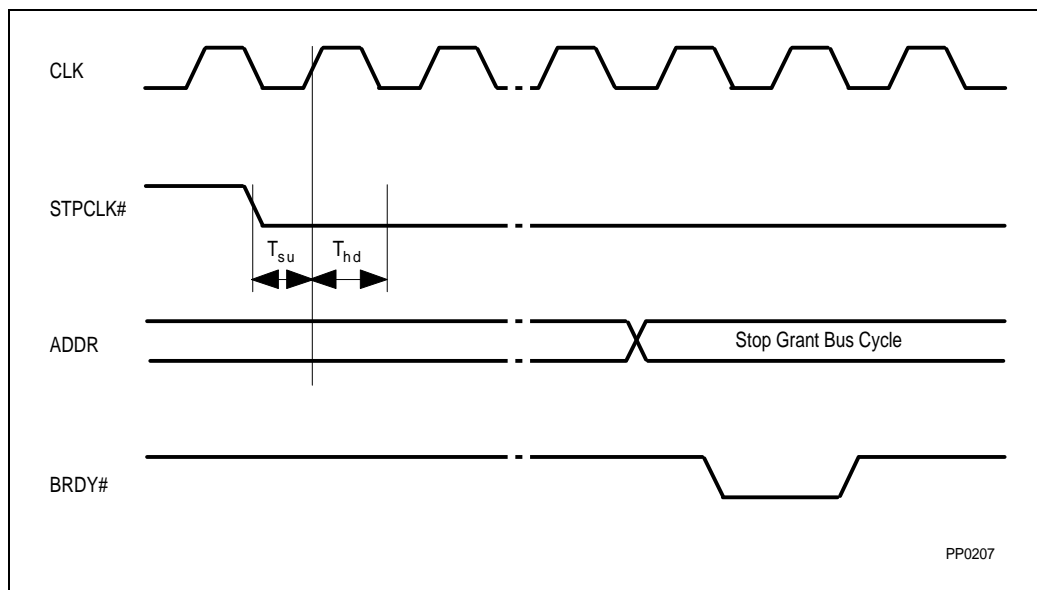 CLK
STPCLK#
Tsu Thd
ADDR
Stop Grant Bus Cycle
BRDY#
PP0207